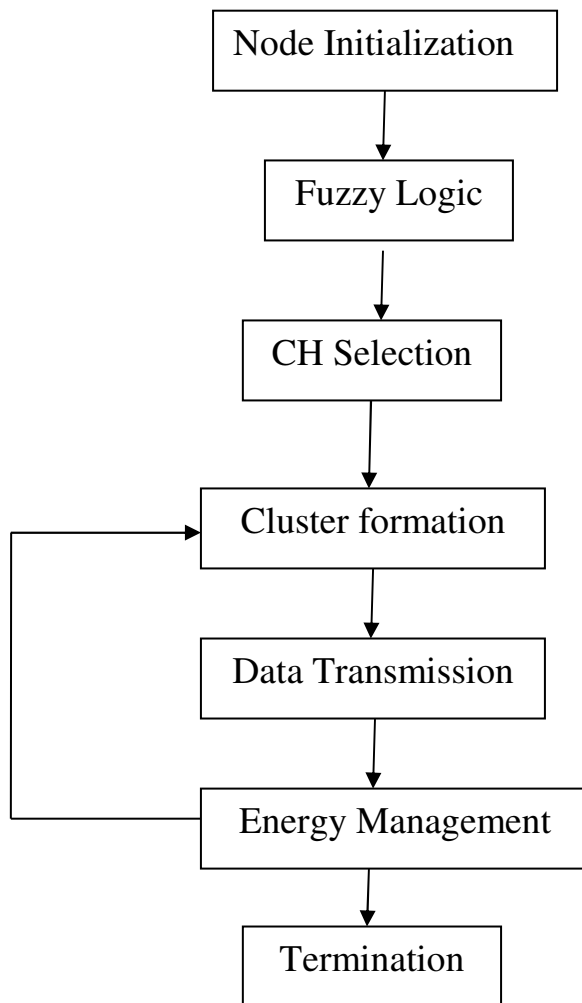 Node Initialization
Fuzzy Logic
CH Selection
Cluster formation
Data Transmission
Energy Management
Termination